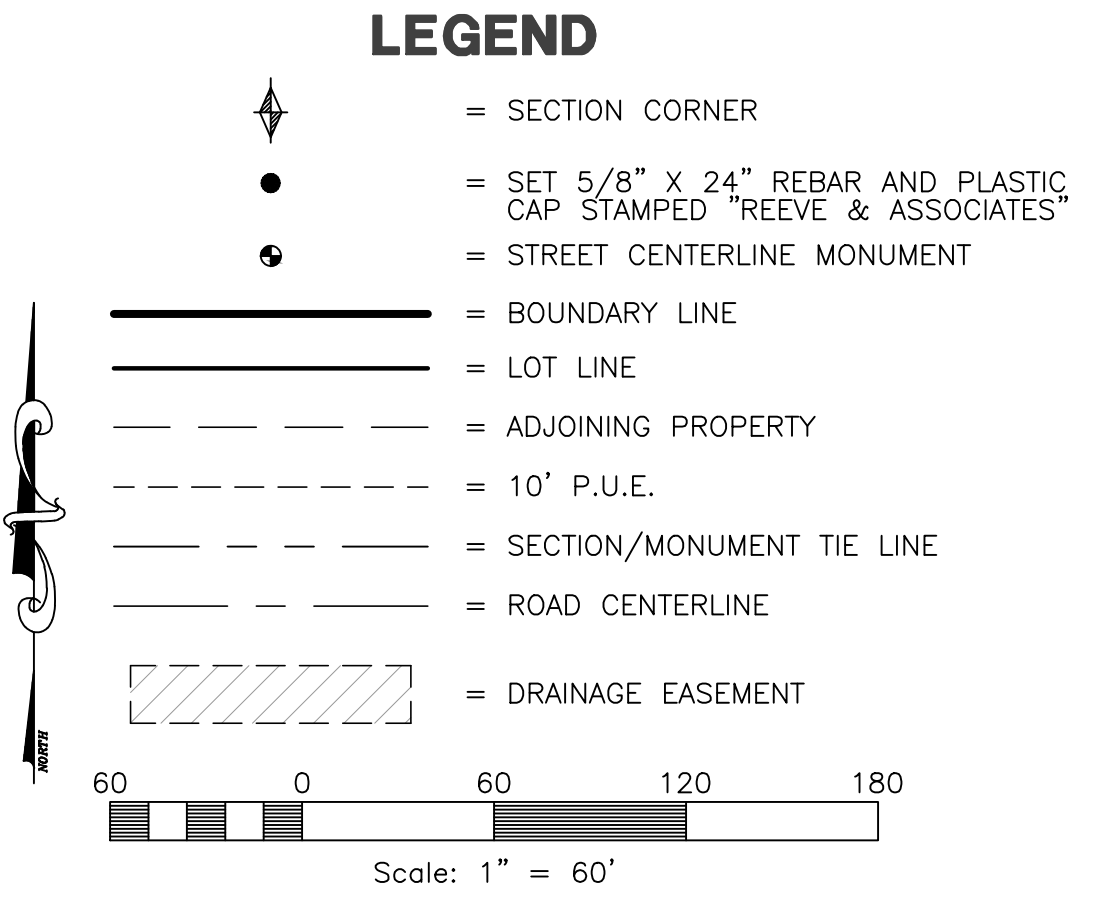 LEGEND
= SECTION CORNER
= SET 5/8" X 24" REBAR AND PLASTIC
CAP STAMPED "REEVE & ASSOCIATES"
= STREET CENTERLINE MONUMENT
= BOUNDARY LINE
= LOT LINE
= ADJOINING PROPERTY
= 10' P.U.E.
= SECTION/MONUMENT TIE LINE
= ROAD CENTERLINE
= DRAINAGE EASEMENT
NORTH
60 0 60 120 180
Scale: 1" = 60'